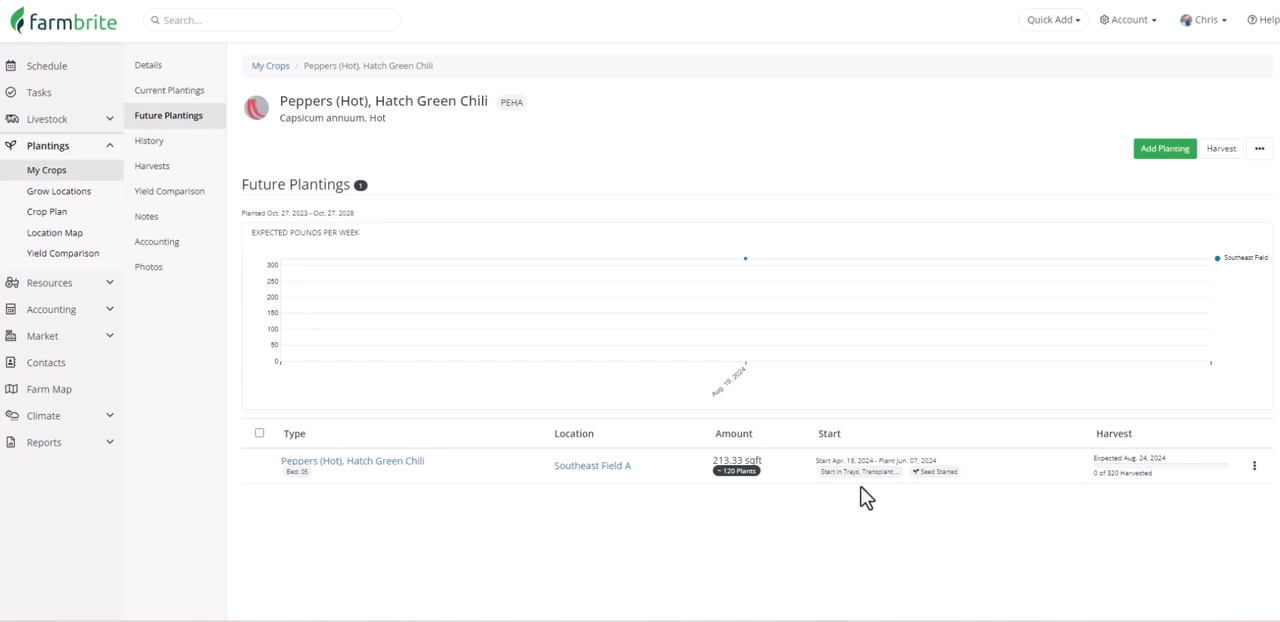 farmbrite
Search...
Quick Add
Account
Chris
Help
Schedule
Tasks
Livestock
Plantings
My Crops
Grow Locations
Crop Plan
Location Map
Yield Comparison
Resources
Accounting
Market
Contacts
Farm Map
Climate
Reports
Details
Current Plantings
Future Plantings
History
Harvests
Yield Comparison
Notes
Accounting
Photos
My Crops / Peppers (Hot), Hatch Green Chili
Peppers (Hot), Hatch Green Chili PEHA
Capsicum annuum, Hot
Add Planting Harvest
Future Plantings 1
Planted Oct. 27, 2023 - Oct. 27, 2028
EXPECTED POUNDS PER WEEK
300
250
200
150
100
50
0
Aug. 19, 2024
Southeast Field
Type Location Amount Start Harvest
Peppers (Hot), Hatch Green Chili
Bed: 05
Southeast Field A
213.33 sqft
~ 120 Plants
Start Apr. 18, 2024 - Plant Jun. 07, 2024
Start in Trays, Transplant ... Seed Started
Expected Aug. 24, 2024
0 of 320 Harvested